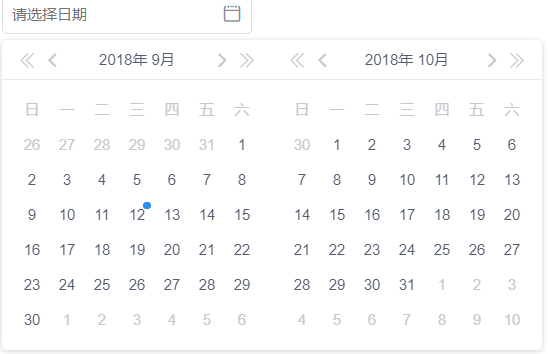 请选择日期
2018年 9月
日 一 二 三 四 五 六
26 27 28 29 30 31 1
2 3 4 5 6 7 8
9 10 11 12 13 14 15
16 17 18 19 20 21 22
23 24 25 26 27 28 29
30 1 2 3 4 5 6
2018年 10月
日 一 二 三 四 五 六
30 1 2 3 4 5 6
7 8 9 10 11 12 13
14 15 16 17 18 19 20
21 22 23 24 25 26 27
28 29 30 31 1 2 3
4 5 6 7 8 9 10